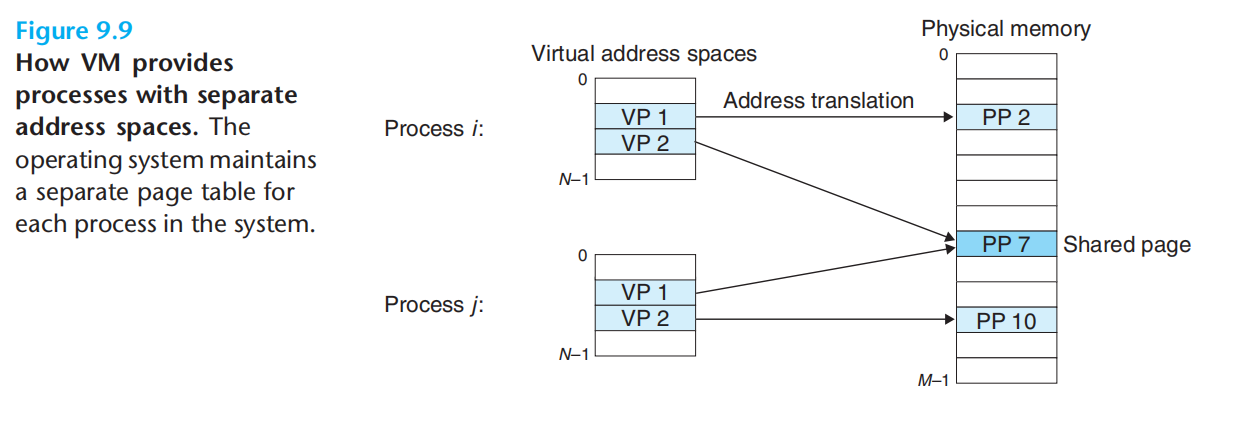 Figure 9.9
How VM provides
processes with separate
address spaces. The
operating system maintains
a separate page table for
each process in the system.
Physical memory
Virtual address spaces
0
0
Address translation
Process i:
VP 1
VP 2
N–1
PP 2
PP 7
Shared page
0
Process j:
VP 1
VP 2
N–1
PP 10
M–1